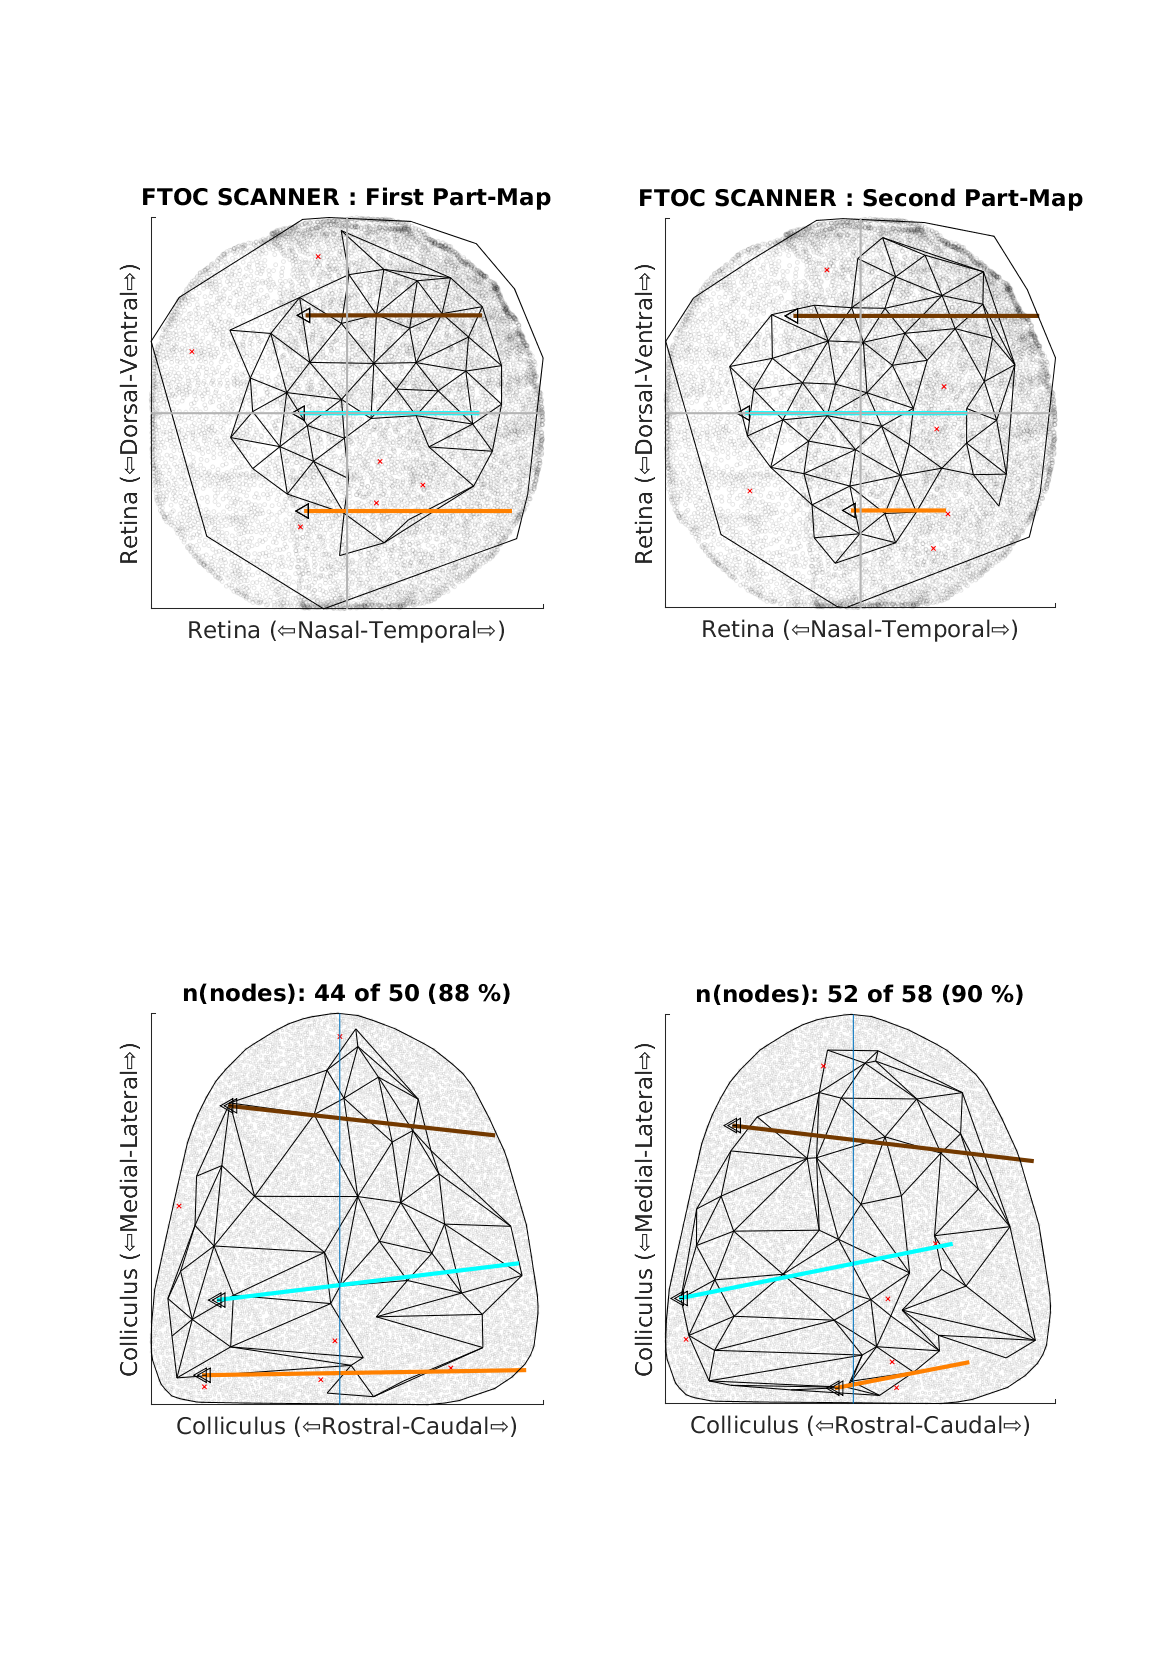 FTOC SCANNER : First Part-Map
FTOC SCANNER : Second Part-Map
Retina (⇦Dorsal-Ventral⇨)
Retina (⇦Dorsal-Ventral⇨)
Retina (⇦Nasal-Temporal⇨)
Retina (⇦Nasal-Temporal⇨)
n(nodes): 44 of 50 (88 %)
n(nodes): 52 of 58 (90 %)
Colliculus (⇦Medial-Lateral⇨)
Colliculus (⇦Medial-Lateral⇨)
Colliculus (⇦Rostral-Caudal⇨)
Colliculus (⇦Rostral-Caudal⇨)